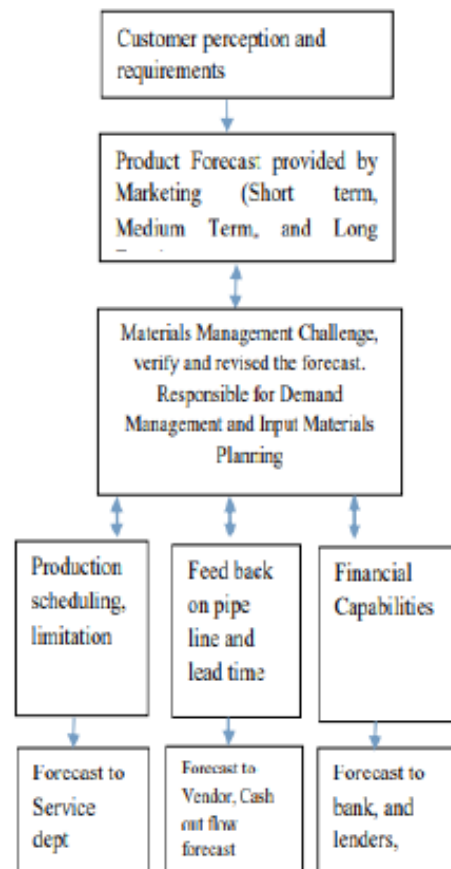 Customer perception and
requirements
Product Forecast provided by
Marketing (Short term,
Medium Term, and Long
Materials Management Challenge,
verify and revised the forecast.
Responsible for Demand
Management and Input Materials
Planning
Production
scheduling,
limitation
Feed back
on pipe
line and
lead time
Financial
Capabilities
Forecast to
Service
dept
Forecast to
Vendor, Cash
out flow
forecast
Forecast to
bank, and
lenders,